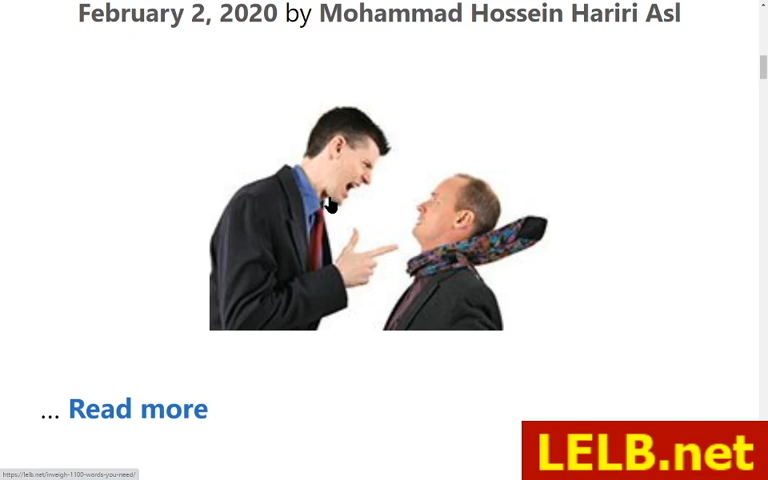 February 2, 2020 by Mohammad Hossein Hariri Asl
... Read more
LELB.net
https://lelb.net/inveigh-1100-words-you-need/